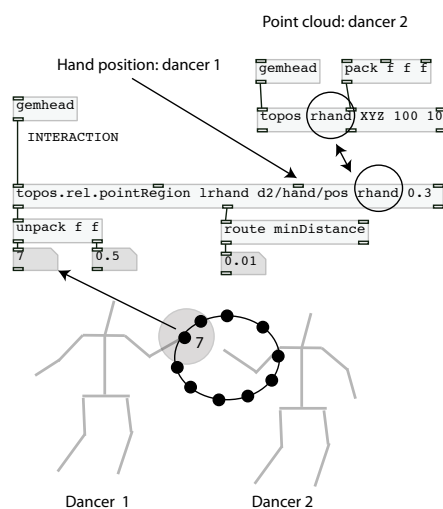 Point cloud: dancer 2
Hand position: dancer 1
gemhead
pack f f f
gemhead
topos rhand XYZ 100 10
INTERACTION
topos.rel.pointRegion lrhand d2/hand/pos rhand 0.3
unpack f f
route minDistance
7
0.5
0.01
7
Dancer 1
Dancer 2